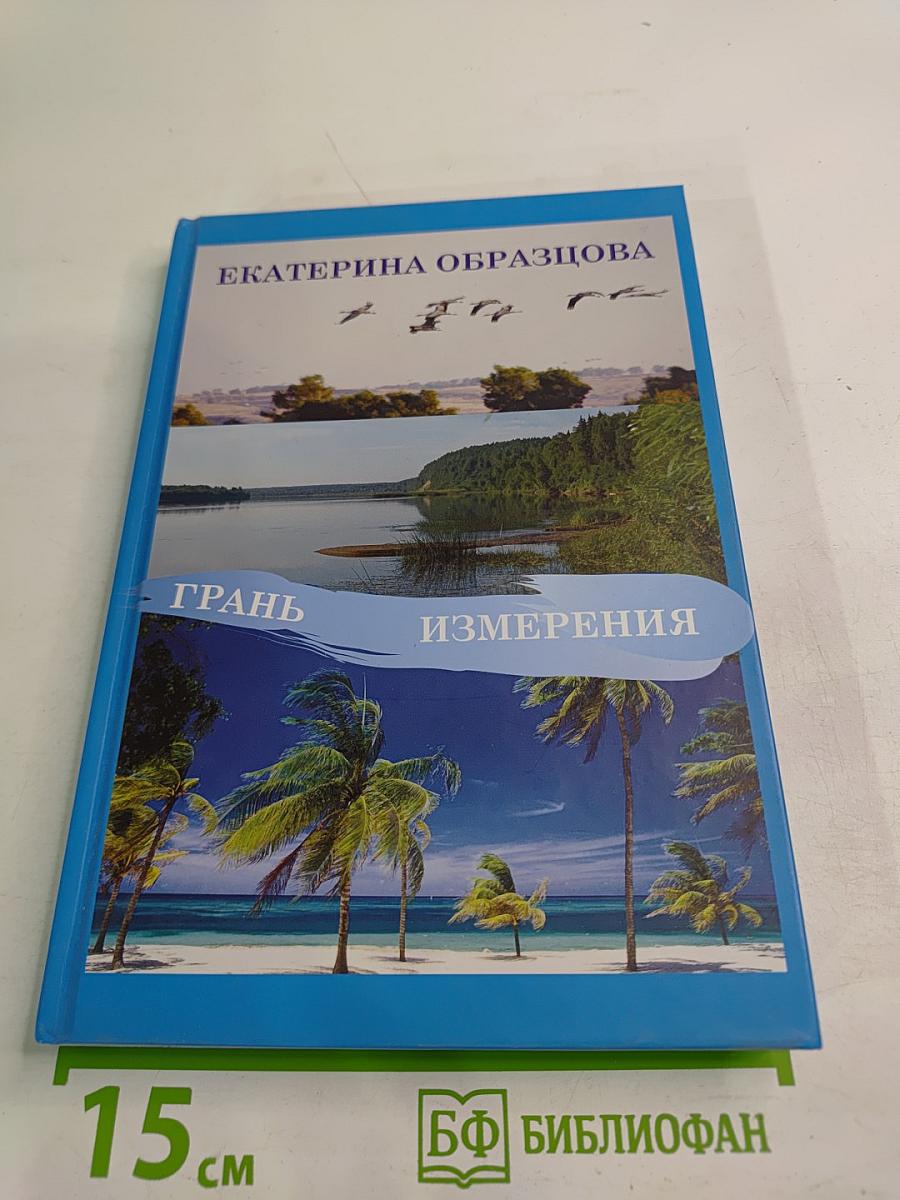 ЕКАТЕРИНА ОБРАЗЦОВА
ГРАНЬ ИЗМЕРЕНИЯ
15 см
БФ БИБЛИОФАН